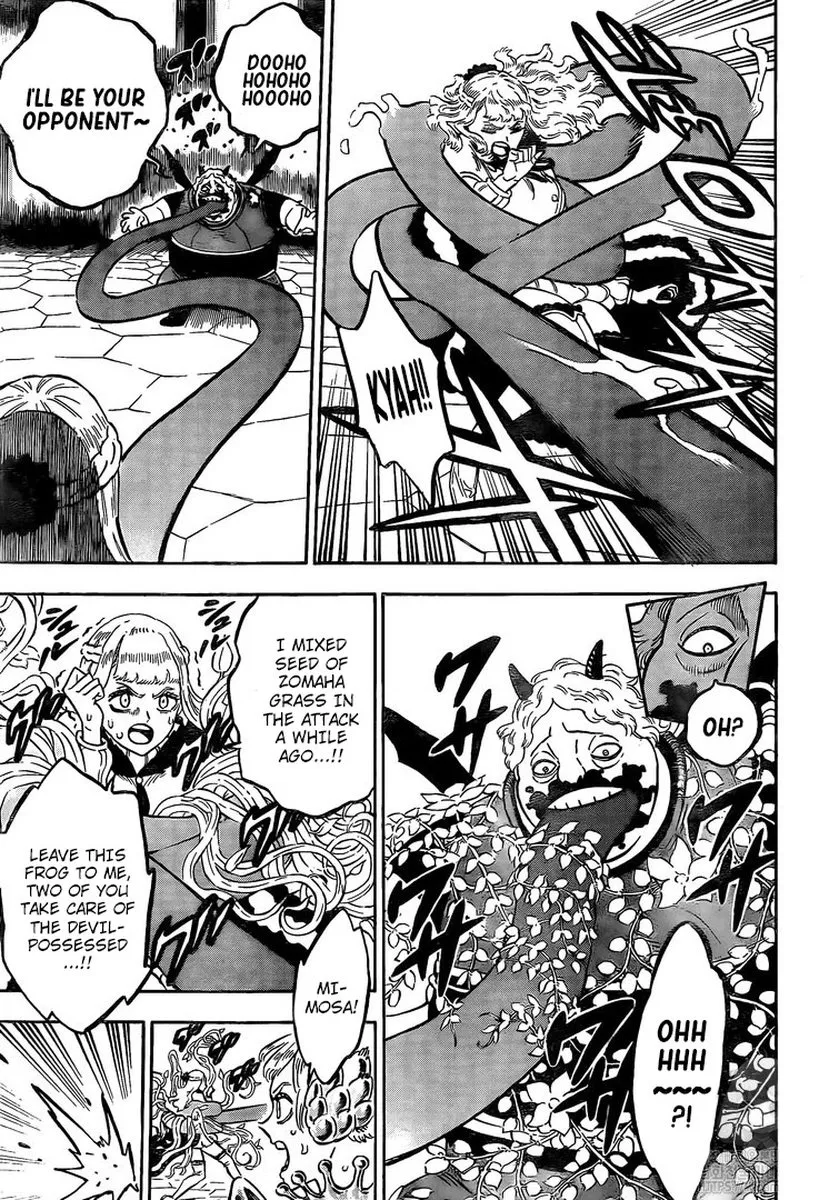 KYAH!!
DOOHO
HOHOHO
HOOOHO
I'LL BE YOUR
OPPONENT~
OH?
OHH
HHH
~~~
?!
I MIXED
SEED OF
ZOMAHA
GRASS IN
THE ATTACK
A WHILE
AGO...!!
LEAVE THIS
FROG TO ME,
TWO OF YOU
TAKE CARE OF
THE DEVIL-
POSSESSED
...!!
MI-
MOSA!